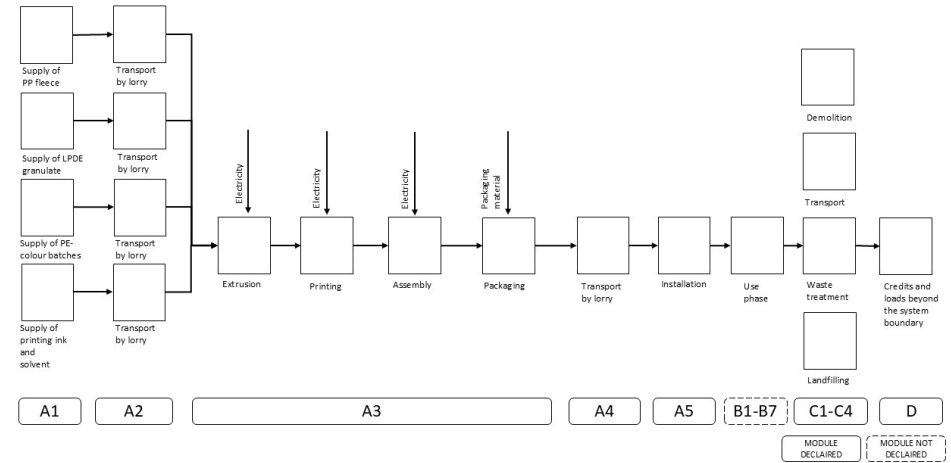 Supply of
PP fleece
Transport
by lorry
Supply of LPDE
granulate
Transport
by lorry
Supply of PE-
colour batches
Transport
by lorry
Supply of
printing ink
and
solvent
Transport
by lorry
Electricity
Electricity
Electricity
Packaging
material
Extrusion
Printing
Assembly
Packaging
Transport
by lorry
Installation
Use
phase
Demolition
Transport
Waste
treatment
Landfilling
Credits and
loads beyond
the system
boundary
A1
A2
A3
A4
A5
B1-B7
C1-C4
D
MODULE
DECLAIRED
MODULE NOT
DECLAIRED